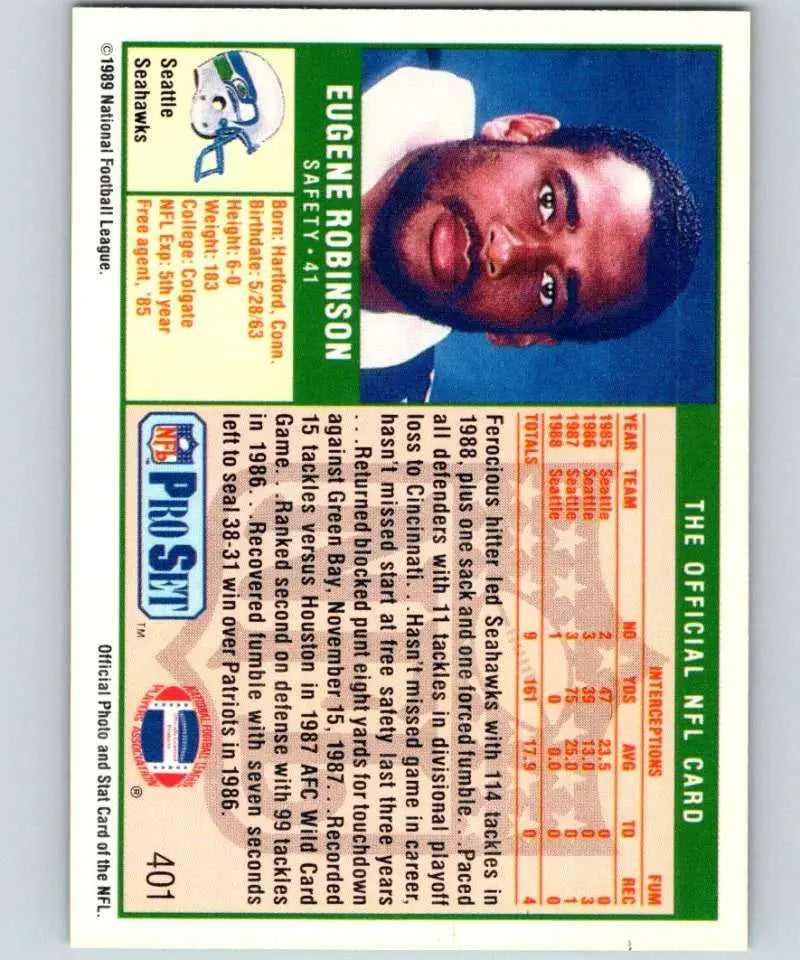 THE OFFICIAL NFL CARD
EUGENE ROBINSON
SAFETY • 41
Seattle
Seahawks
Born: Hartford, Conn.
Birthdate: 5/28/63
Height: 6-0
Weight: 183
College: Colgate
NFL Exp: 5th year
Free agent, '85
INTERCEPTIONS FUM
YEAR TEAM NO YDS AVG TD REC
1985 Seattle 2 47 23.5 0 0
1986 Seattle 3 39 13.0 0 3
1987 Seattle 3 75 25.0 0 1
1988 Seattle 1 0 0.0 0 0
TOTALS 9 161 17.9 0 4
Ferocious hitter led Seahawks with 114 tackles in
1988, plus one sack and one forced fumble. . .Paced
all defenders with 11 tackles in divisional playoff
loss to Cincinnati. . .Hasn't missed game in career,
hasn't missed start at free safety last three years
. . .Returned blocked punt eight yards for touchdown
against Green Bay, November 15, 1987. . .Recorded
15 tackles versus Houston in 1987 AFC Wild Card
Game. . .Ranked second on defense with 99 tackles
in 1986. . .Recovered fumble with seven seconds
left to seal 38-31 win over Patriots in 1986.
NFL PRO SET ™
NATIONAL FOOTBALL LEAGUE
PLAYERS ASSOCIATION
®
401
©1989 National Football League.
Official Photo and Stat Card of the NFL.